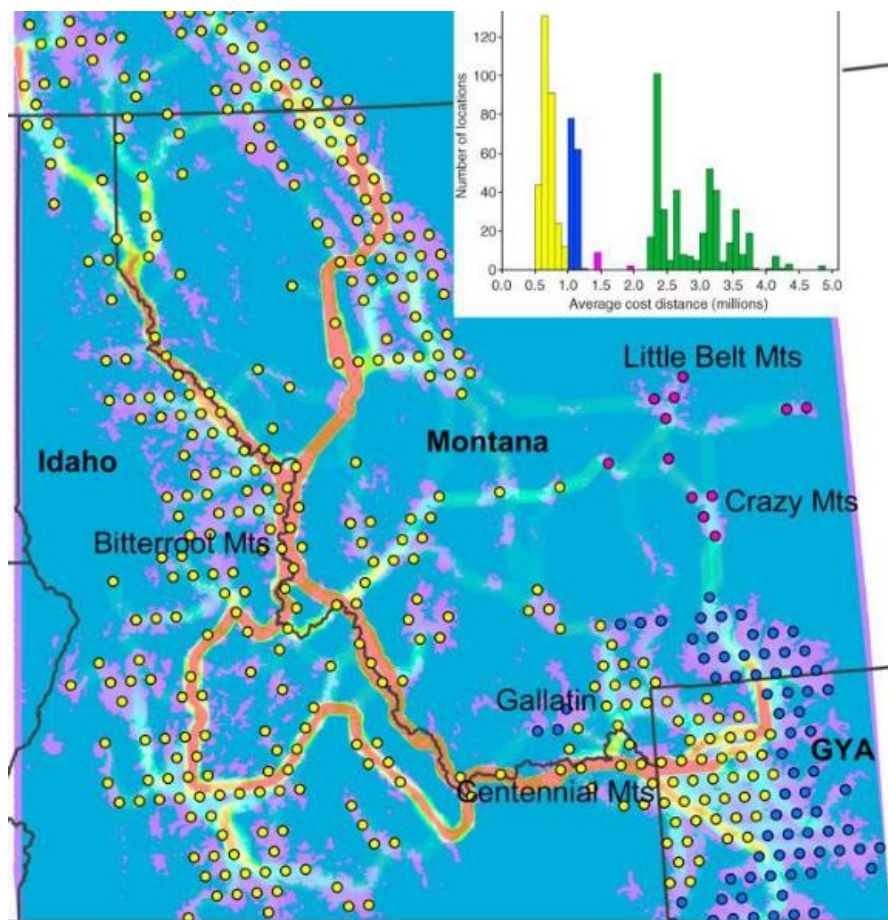 120
100
80
60
40
20
0
Number of locations
0.0 0.5 1.0 1.5 2.0 2.5 3.0 3.5 4.0 4.5 5.0
Average cost distance (millions)
Little Belt Mts
Montana
Idaho
Crazy Mts
Bitterroot Mts
Gallatin
GYA
Centennial Mts